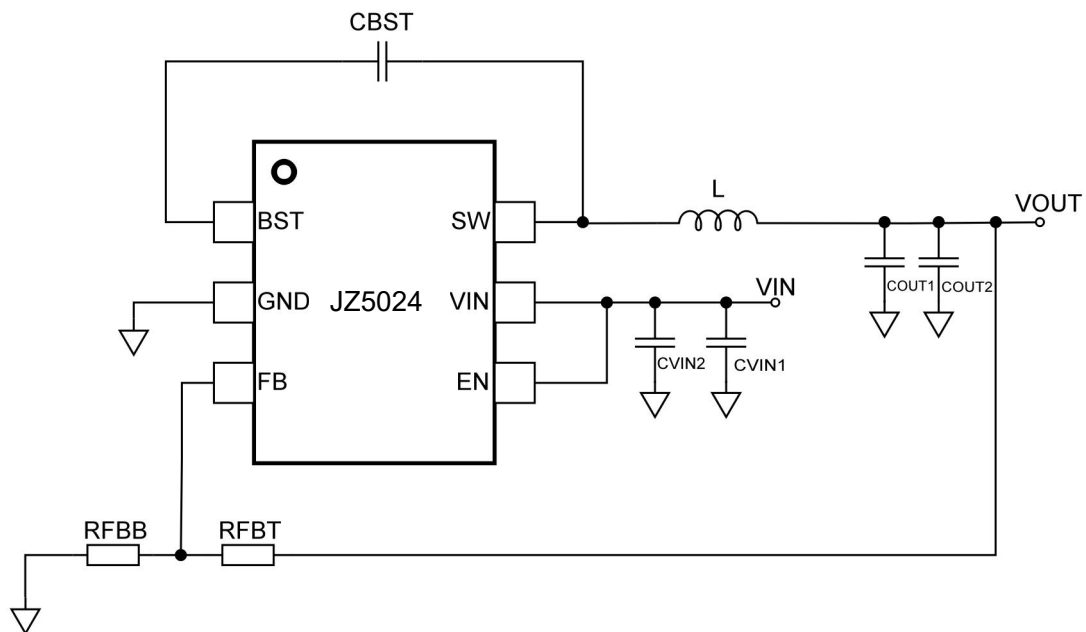 CBST
L
BST
SW
VOUT
COUT1
COUT2
GND
JZ5024
VIN
VIN
CVIN2
CVIN1
FB
EN
RFBB
RFBT